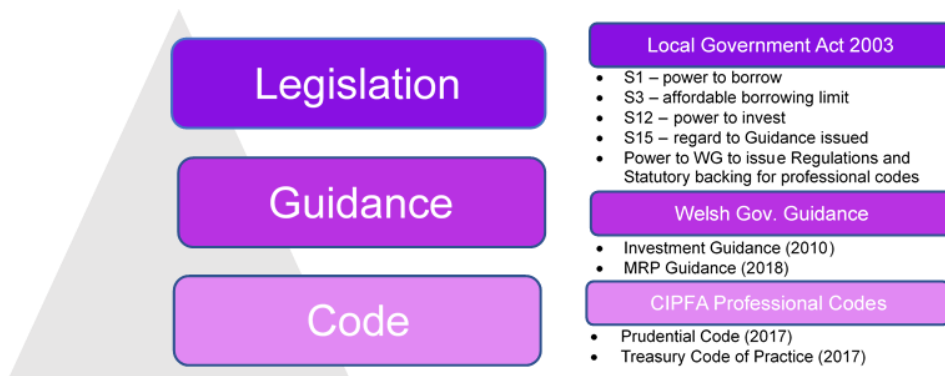 Legislation
Local Government Act 2003
• S1 – power to borrow
• S3 – affordable borrowing limit
• S12 – power to invest
• S15 – regard to Guidance issued
• Power to WG to issue Regulations and
Statutory backing for professional codes
Guidance
Welsh Gov. Guidance
• Investment Guidance (2010)
• MRP Guidance (2018)
Code
CIPFA Professional Codes
• Prudential Code (2017)
• Treasury Code of Practice (2017)